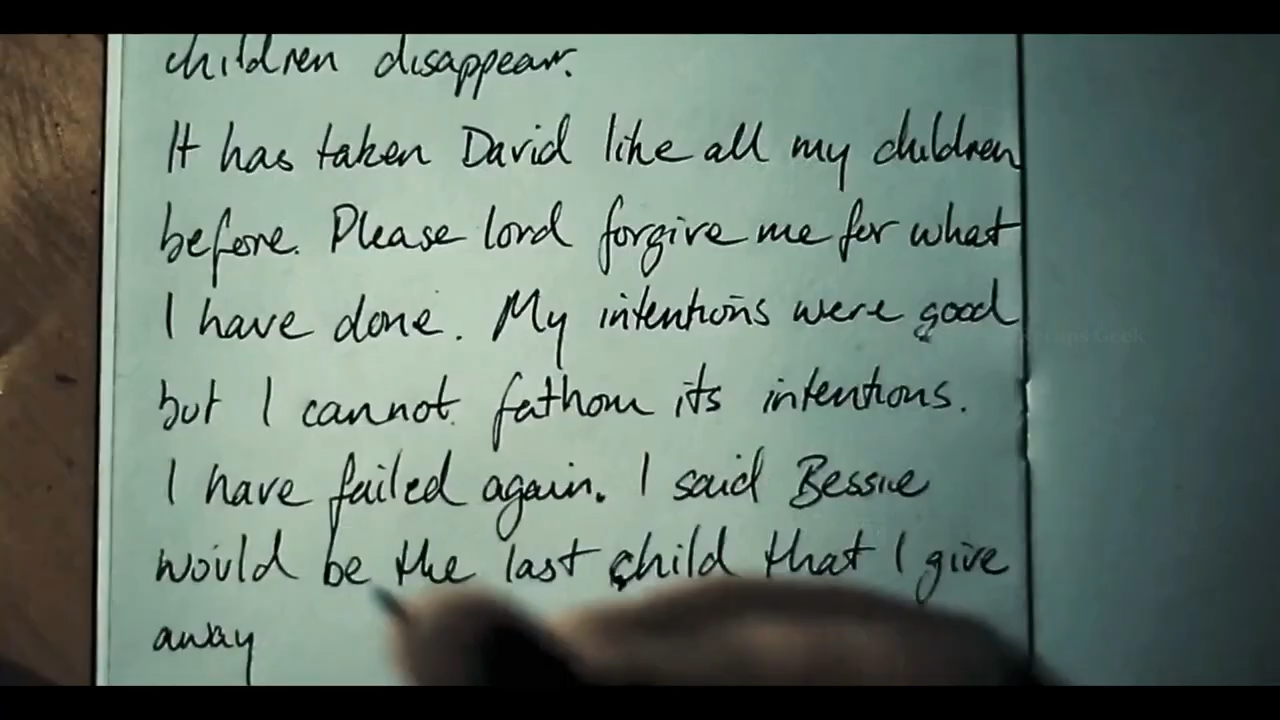 children disappear.
It has taken David like all my children
before. Please lord forgive me for what
I have done. My intentions were good
but I cannot fathom its intentions.
I have failed again. I said Bessie
would be the last child that I give
away